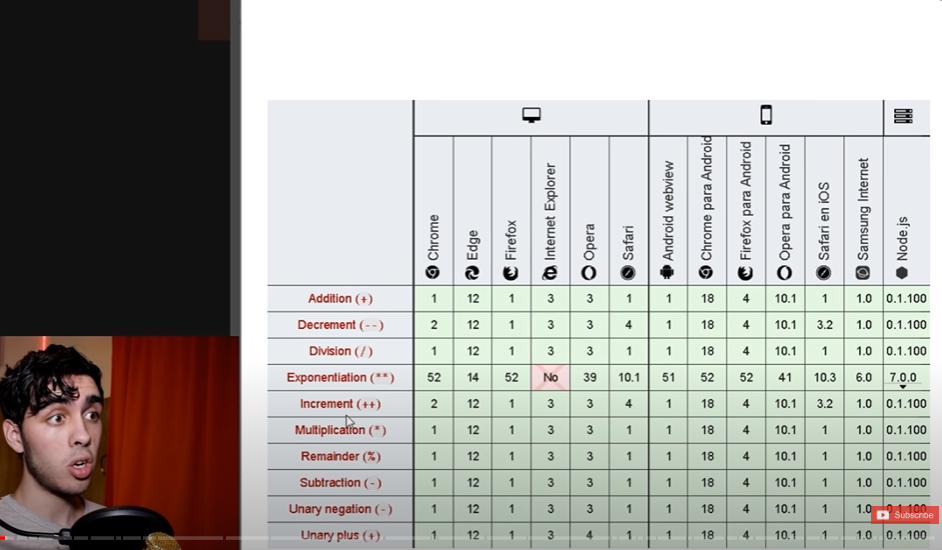 Chrome Edge Firefox Internet Explorer Opera Safari Android webview Chrome para Android Firefox para Android Opera para Android Safari en iOS Samsung Internet Node.js
Addition (+) 1 12 1 3 3 1 1 18 4 10.1 1 1.0 0.1.100
Decrement (--) 2 12 1 3 3 4 1 18 4 10.1 3.2 1.0 0.1.100
Division (/) 1 12 1 3 3 1 1 18 4 10.1 1 1.0 0.1.100
Exponentiation (**) 52 14 52 No 39 10.1 51 52 52 41 10.3 6.0 7.0.0
Increment (++) 2 12 1 3 3 4 1 18 4 10.1 3.2 1.0 0.1.100
Multiplication (*) 1 12 1 3 3 1 1 18 4 10.1 1 1.0 0.1.100
Remainder (%) 1 12 1 3 3 1 1 18 4 10.1 1 1.0 0.1.100
Subtraction (-) 1 12 1 3 3 1 1 18 4 10.1 1 1.0 0.1.100
Unary negation (-) 1 12 1 3 3 1 1 18 4 10.1 1 1.0 0.1.100
Subscribe
Unary plus (+) 1 12 1 3 4 1 1 18 4 10.1 1 1.0 0.1.100